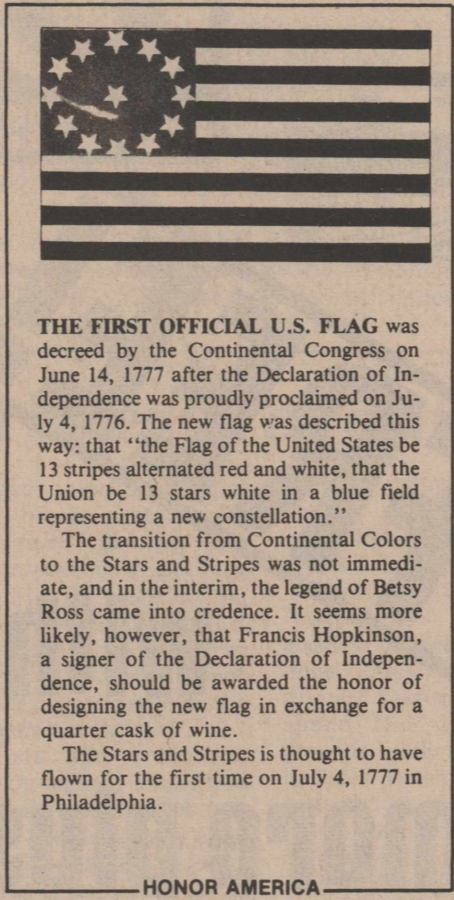 THE FIRST OFFICIAL U.S. FLAG was
decreed by the Continental Congress on
June 14, 1777 after the Declaration of In-
dependence was proudly proclaimed on Ju-
ly 4, 1776. The new flag was described this
way: that ‘‘the Flag of the United States be
13 stripes alternated red and white, that the
Union be 13 stars white in a blue field
representing a new constellation.’’
The transition from Continental Colors
to the Stars and Stripes was not immedi-
ate, and in the interim, the legend of Betsy
Ross came into credence. It seems more
likely, however, that Francis Hopkinson,
a signer of the Declaration of Indepen-
dence, should be awarded the honor of
designing the new flag in exchange for a
quarter cask of wine.
The Stars and Stripes is thought to have
flown for the first time on July 4, 1777 in
Philadelphia.
HONOR AMERICA